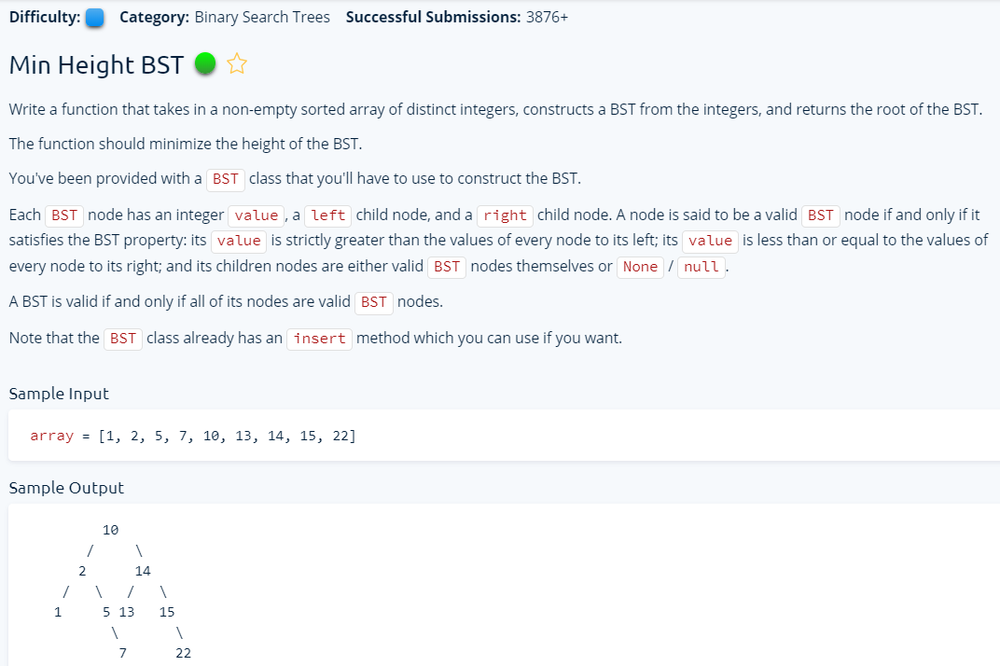 Difficulty: Category: Binary Search Trees Successful Submissions: 3876+
Min Height BST
Write a function that takes in a non-empty sorted array of distinct integers, constructs a BST from the integers, and returns the root of the BST.
The function should minimize the height of the BST.
You've been provided with a BST class that you'll have to use to construct the BST.
Each BST node has an integer value, a left child node, and a right child node. A node is said to be a valid BST node if and only if it
satisfies the BST property: its value is strictly greater than the values of every node to its left; its value is less than or equal to the values of
every node to its right; and its children nodes are either valid BST nodes themselves or None / null.
A BST is valid if and only if all of its nodes are valid BST nodes.
Note that the BST class already has an insert method which you can use if you want.
Sample Input
array = [1, 2, 5, 7, 10, 13, 14, 15, 22]
Sample Output
10
/ \
2 14
/ \ / \
1 5 13 15
\ \
7 22